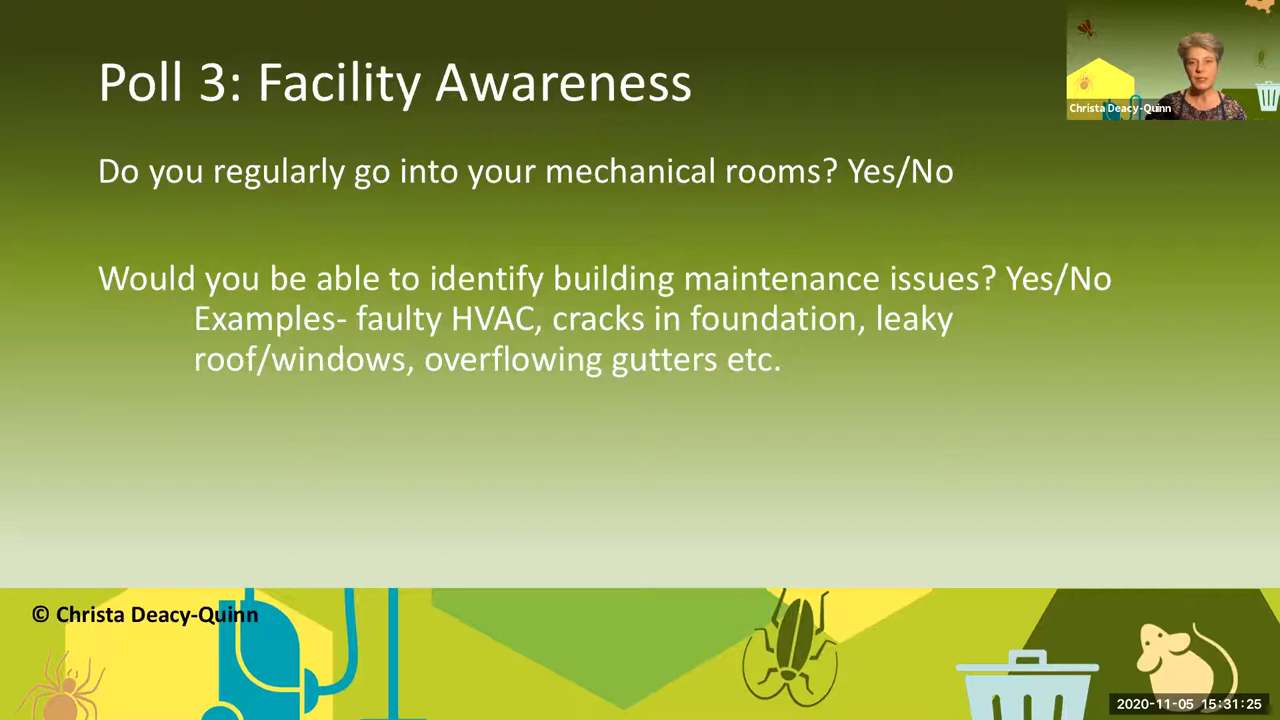 Poll 3: Facility Awareness
Christa Deacy-Quinn
Do you regularly go into your mechanical rooms? Yes/No
Would you be able to identify building maintenance issues? Yes/No
Examples- faulty HVAC, cracks in foundation, leaky
roof/windows, overflowing gutters etc.
© Christa Deacy-Quinn
2020-11-05 15:31:25